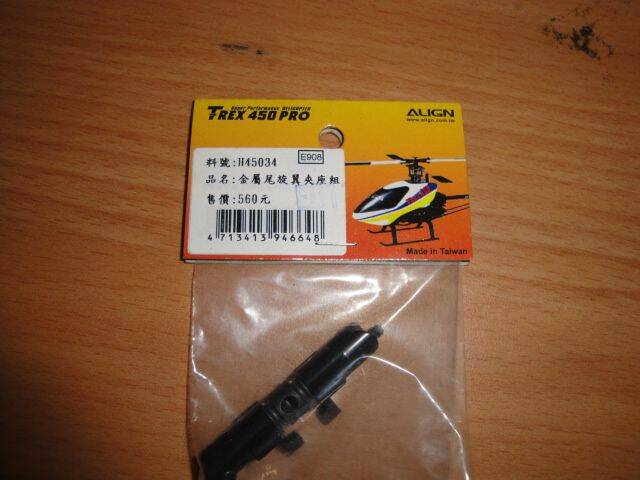 Super Performance HELICOPTER
T-REX 450 PRO
ALIGN
www.align.com.tw
E908
料號:H45034
品名:金屬尾旋翼夾座組
售價:560元
4 713413 946648
Made in Taiwan